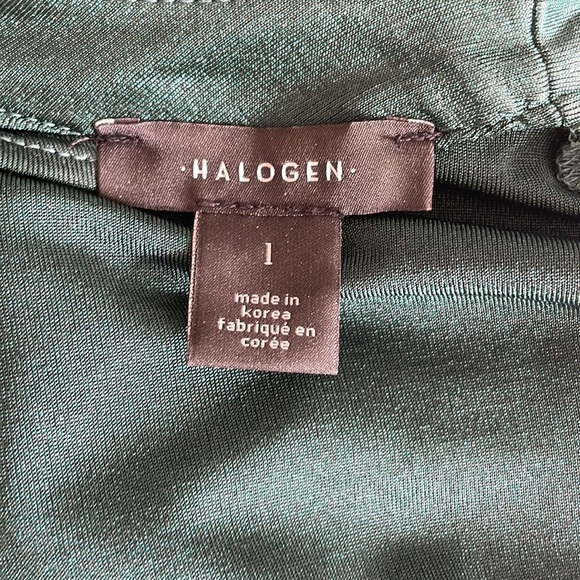 ·HALOGEN·
1
made in
korea
fabriqué en
corée